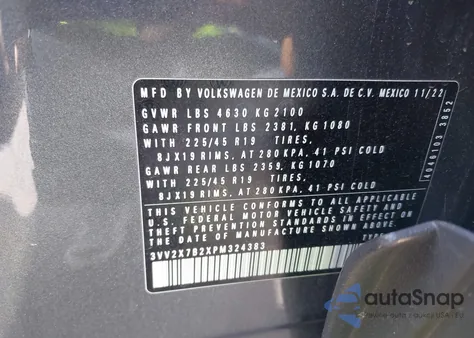 MFD BY VOLKSWAGEN DE MEXICO S.A. DE C.V. MEXICO 11/22
GVWR LBS 4630 KG 2100
GAWR FRONT LBS 2381, KG 1080
WITH 225/45 R19 TIRES,
8JX19 RIMS, AT 280 KPA, 41 PSI COLD
GAWR REAR LBS 2359, KG 1070
WITH 225/45 R19 TIRES,
8JX19 RIMS, AT 280 KPA, 41 PSI COLD
THIS VEHICLE CONFORMS TO ALL APPLICABLE
U.S. FEDERAL MOTOR VEHICLE SAFETY AND
THEFT PREVENTION STANDARDS IN EFFECT ON
THE DATE OF MANUFACTURE SHOWN ABOVE.
3VV2X7B2XPM324383
autoSnap